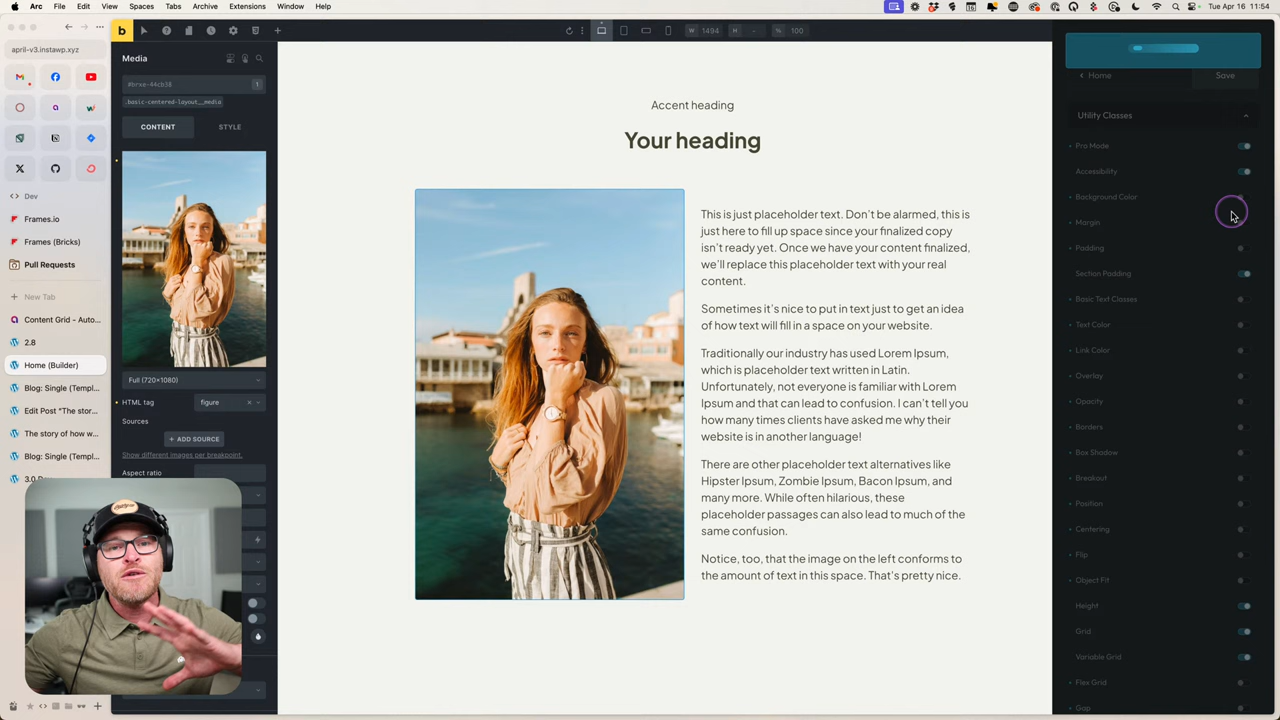 Arc File Edit View Spaces Tabs Archive Extensions Window Help
Tue Apr 16 11:54
april-v3.instawp.xyz
Dev
Frames.io
Frames (Bricks)
Pull Requests
New Tab
Content Grid - Auto...
2.8
Home (Builder)
Blog: Single (Templ...
Edit Post "The stor...
The story of how w...
Blog: Single (Templ...
b
W 1494 H - % 100
Media
#brxe-44cb38
1
.basic-centered-layout__media
CONTENT STYLE
Full (720×1080)
HTML tag figure
Sources
+ ADD SOURCE
Show different images per breakpoint.
Aspect ratio
Accent heading
Your heading
This is just placeholder text. Don't be alarmed, this is
just here to fill up space since your finalized copy
isn't ready yet. Once we have your content finalized,
we'll replace this placeholder text with your real
content.
Sometimes it's nice to put in text just to get an idea
of how text will fill in a space on your website.
Traditionally our industry has used Lorem Ipsum,
which is placeholder text written in Latin.
Unfortunately, not everyone is familiar with Lorem
Ipsum and that can lead to confusion. I can't tell you
how many times clients have asked me why their
website is in another language!
There are other placeholder text alternatives like
Hipster Ipsum, Zombie Ipsum, Bacon Ipsum, and
many more. While often hilarious, these
placeholder passages can also lead to much of the
same confusion.
Notice, too, that the image on the left conforms to
the amount of text in this space. That's pretty nice.
Home
Save
Utility Classes
Pro Mode
Accessibility
Background Color
Margin
Padding
Section Padding
Basic Text Classes
Text Color
Link Color
Overlay
Opacity
Borders
Box Shadow
Breakout
Position
Centering
Flip
Object Fit
Height
Grid
Variable Grid
Flex Grid
Gap